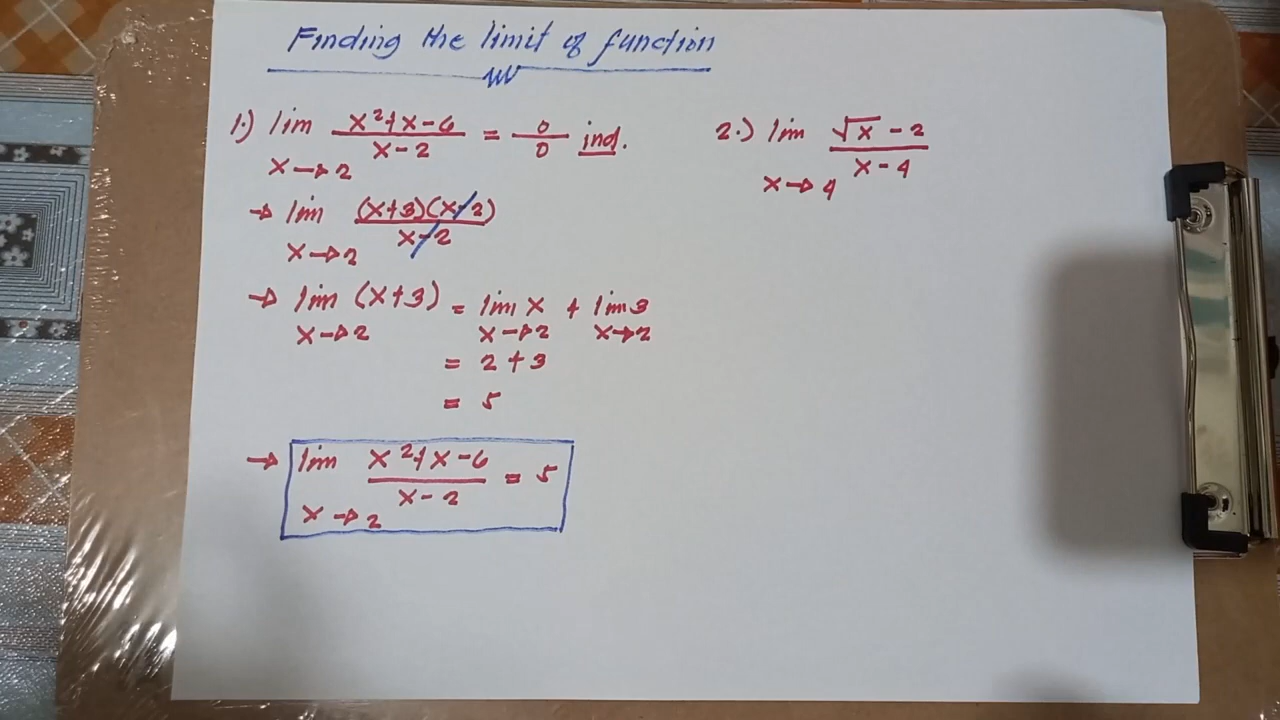 Finding the limit of function
1.) lim x²+x-6 / x-2 = 0/0 ind.
x→2
→ lim (x+3)(x-2) / x-2
x→2
→ lim (x+3) = lim x + lim 3
x→2 x→2 x→2
= 2+3
= 5
→ lim x²+x-6 / x-2 = 5
x→2
2.) lim √x-2 / x-4
x→4